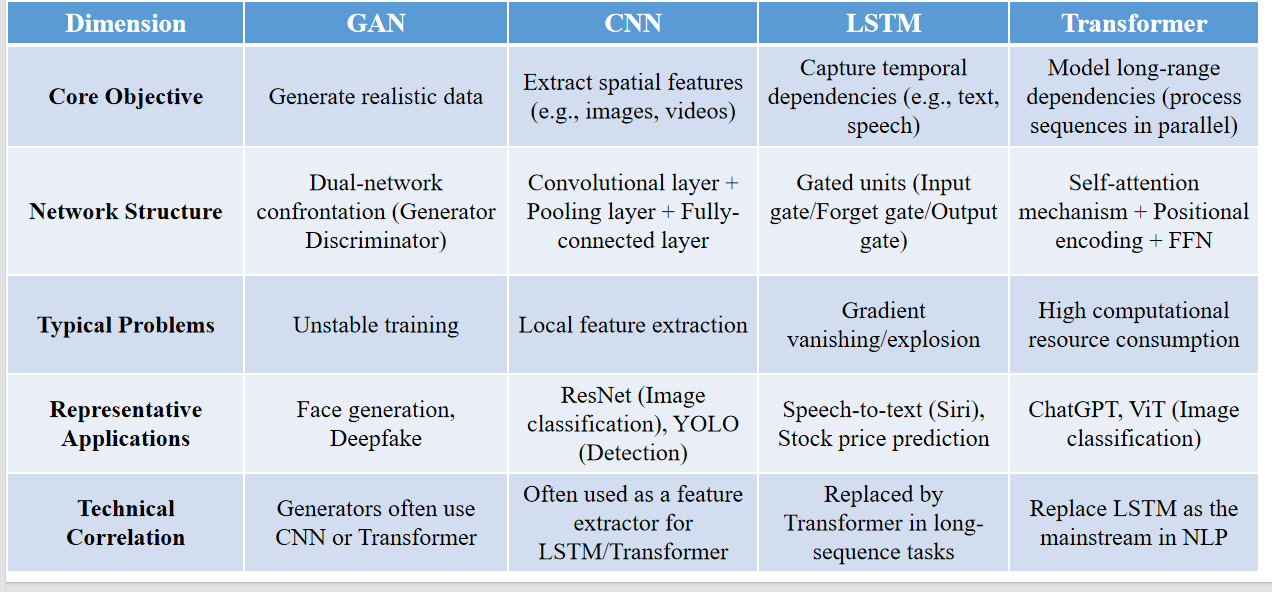 Dimension
GAN
CNN
LSTM
Transformer
Core Objective
Generate realistic data
Extract spatial features
(e.g., images, videos)
Capture temporal
dependencies (e.g., text,
speech)
Model long-range
dependencies (process
sequences in parallel)
Network Structure
Dual-network
confrontation (Generator
Discriminator)
Convolutional layer +
Pooling layer + Fully-
connected layer
Gated units (Input
gate/Forget gate/Output
gate)
Self-attention
mechanism + Positional
encoding + FFN
Typical Problems
Unstable training
Local feature extraction
Gradient
vanishing/explosion
High computational
resource consumption
Representative
Applications
Face generation,
Deepfake
ResNet (Image
classification), YOLO
(Detection)
Speech-to-text (Siri),
Stock price prediction
ChatGPT, ViT (Image
classification)
Technical
Correlation
Generators often use
CNN or Transformer
Often used as a feature
extractor for
LSTM/Transformer
Replaced by
Transformer in long-
sequence tasks
Replace LSTM as the
mainstream in NLP